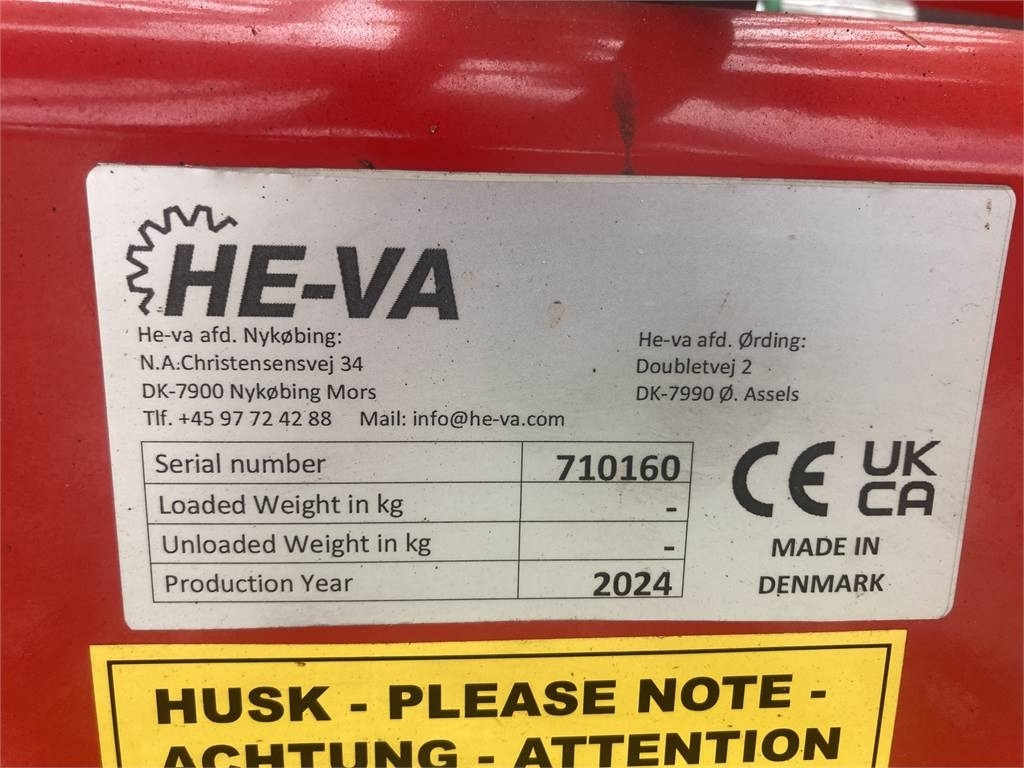 HE-VA
He-va afd. Nykøbing:
N.A.Christensensvej 34
DK-7900 Nykøbing Mors
Tlf. +45 97 72 42 88 Mail: info@he-va.com
He-va afd. Ørding:
Doubletvej 2
DK-7990 Ø. Assels
Serial number 710160
Loaded Weight in kg -
Unloaded Weight in kg -
Production Year 2024
CE UK
CA
MADE IN
DENMARK
HUSK - PLEASE NOTE -
ACHTUNG - ATTENTION